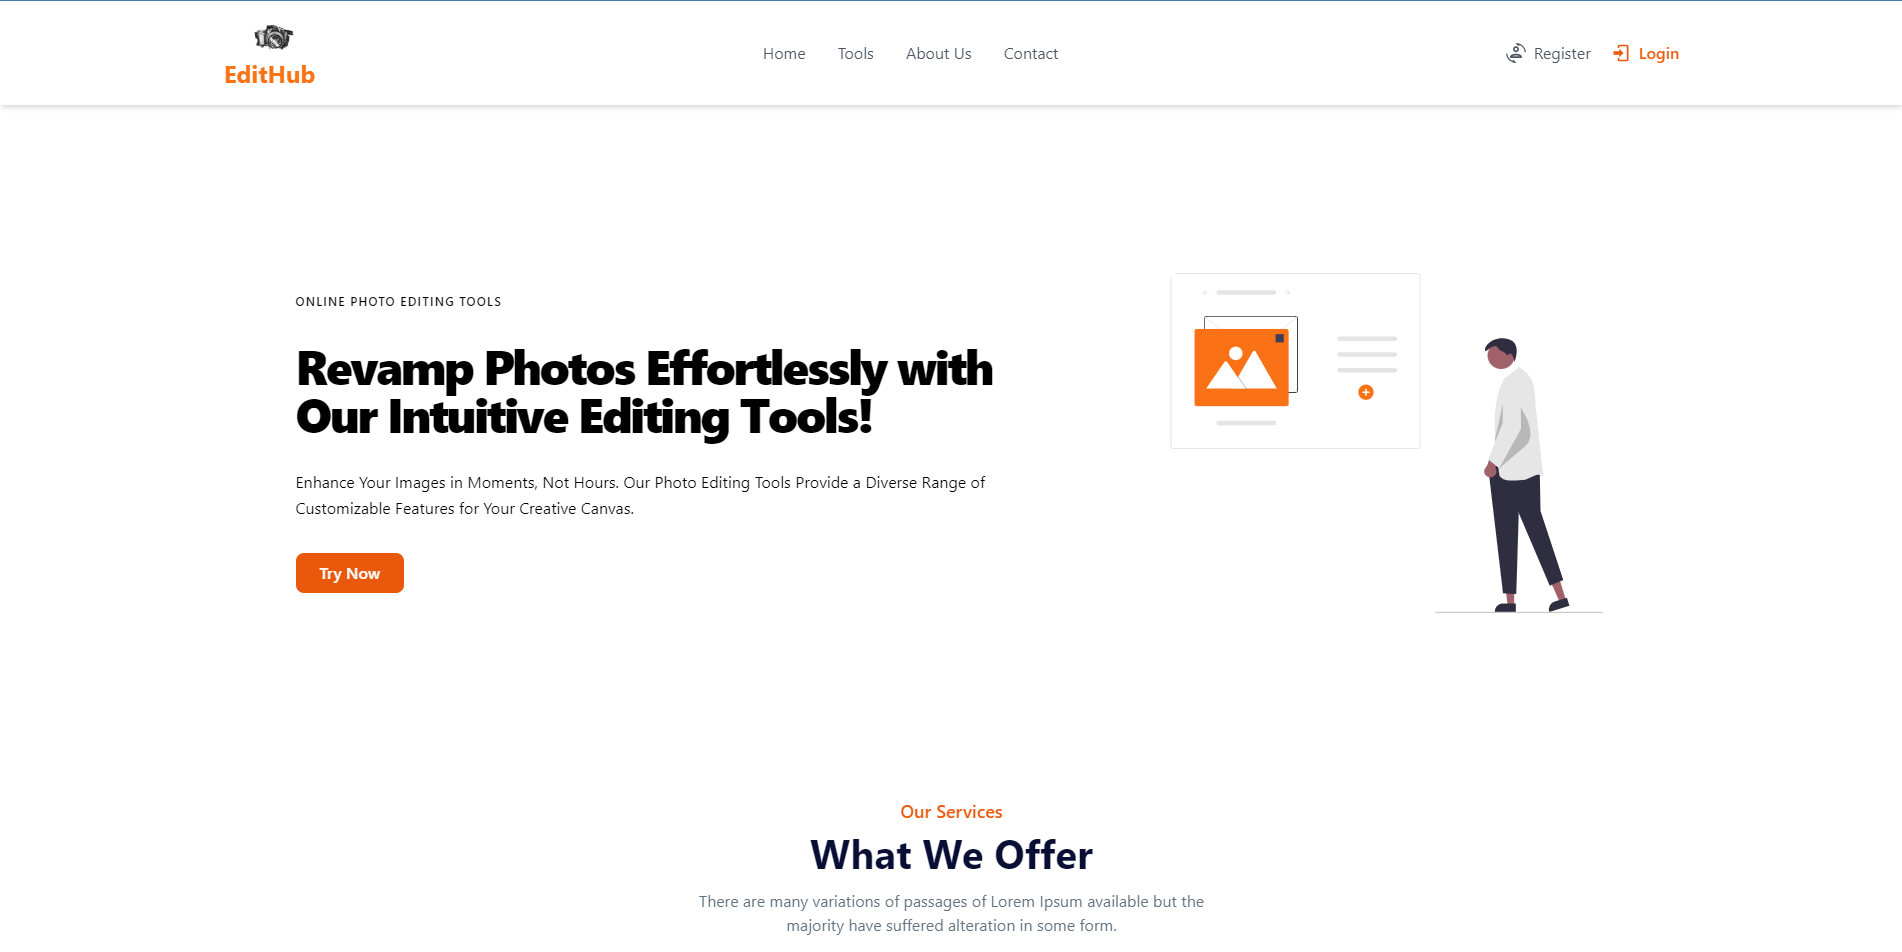 EditHub
Home
Tools
About Us
Contact
Register
Login
ONLINE PHOTO EDITING TOOLS
Revamp Photos Effortlessly with
Our Intuitive Editing Tools!
Enhance Your Images in Moments, Not Hours. Our Photo Editing Tools Provide a Diverse Range of
Customizable Features for Your Creative Canvas.
Try Now
Our Services
What We Offer
There are many variations of passages of Lorem Ipsum available but the
majority have suffered alteration in some form.